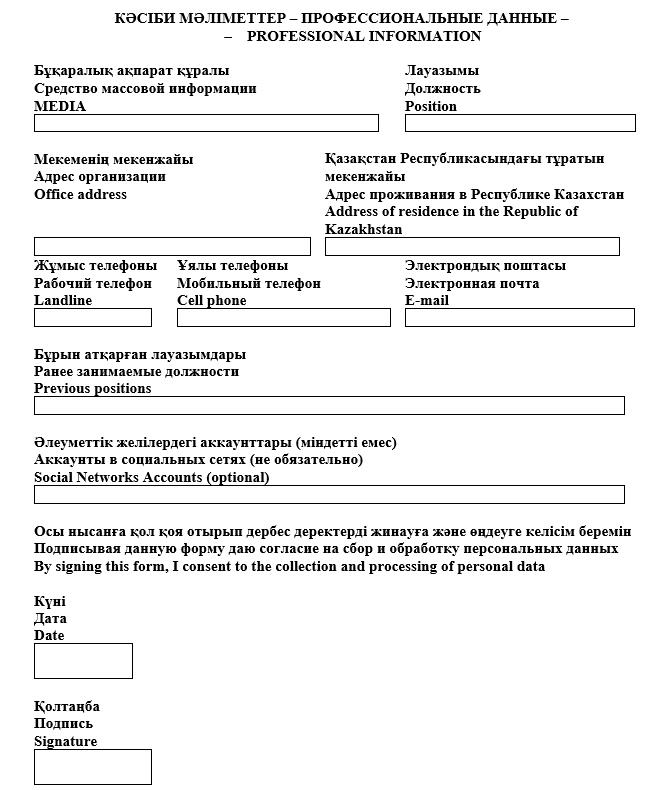 КӘСІБИ МӘЛІМЕТТЕР – ПРОФЕССИОНАЛЬНЫЕ ДАННЫЕ –
– PROFESSIONAL INFORMATION
Бұқаралық ақпарат құралы
Средство массовой информации
MEDIA
Лауазымы
Должность
Position
Мекеменің мекенжайы
Адрес организации
Office address
Қазақстан Республикасындағы тұратын
мекенжайы
Адрес проживания в Республике Казахстан
Address of residence in the Republic of
Kazakhstan
Жұмыс телефоны
Рабочий телефон
Landline
Ұялы телефоны
Мобильный телефон
Cell phone
Электрондық поштасы
Электронная почта
E-mail
Бұрын атқарған лауазымдары
Ранее занимаемые должности
Previous positions
Әлеуметтік желілердегі аккаунттары (міндетті емес)
Аккаунты в социальных сетях (не обязательно)
Social Networks Accounts (optional)
Осы нысанға қол қоя отырып дербес деректерді жинауға және өңдеуге келісім беремін
Подписывая данную форму даю согласие на сбор и обработку персональных данных
By signing this form, I consent to the collection and processing of personal data
Күні
Дата
Date
Қолтаңба
Подпись
Signature